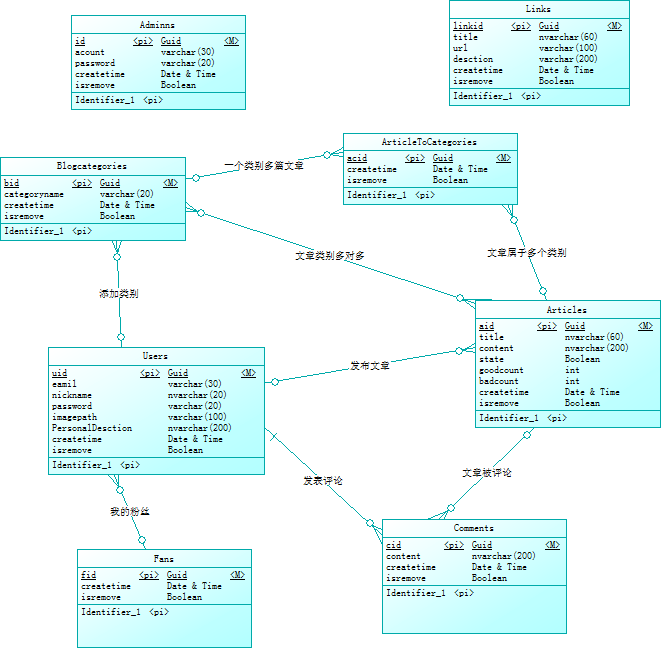 Adminns
id <pi> Guid <M>
acount varchar(30)
password varchar(20)
createtime Date & Time
isremove Boolean
Identifier_1 <pi>
Links
linkid <pi> Guid <M>
title nvarchar(60)
url varchar(100)
desction varchar(200)
createtime Date & Time
isremove Boolean
Identifier_1 <pi>
ArticleToCategories
acid <pi> Guid <M>
createtime Date & Time
isremove Boolean
Identifier_1 <pi>
一个类别多篇文章
Blogcategories
bid <pi> Guid <M>
categoryname varchar(20)
createtime Date & Time
isremove Boolean
Identifier_1 <pi>
文章类别多对多
文章属于多个类别
添加类别
Articles
aid <pi> Guid <M>
title nvarchar(60)
content nvarchar(200)
state Boolean
goodcount int
badcount int
createtime Date & Time
isremove Boolean
Identifier_1 <pi>
Users
uid <pi> Guid <M>
eamil varchar(30)
nickname nvarchar(20)
password varchar(20)
imagepath varchar(100)
PersonalDesction nvarchar(200)
createtime Date & Time
isremove Boolean
Identifier_1 <pi>
发布文章
发表评论
文章被评论
我的粉丝
Comments
cid <pi> Guid <M>
content nvarchar(200)
createtime Date & Time
isremove Boolean
Identifier_1 <pi>
Fans
fid <pi> Guid <M>
createtime Date & Time
isremove Boolean
Identifier_1 <pi>